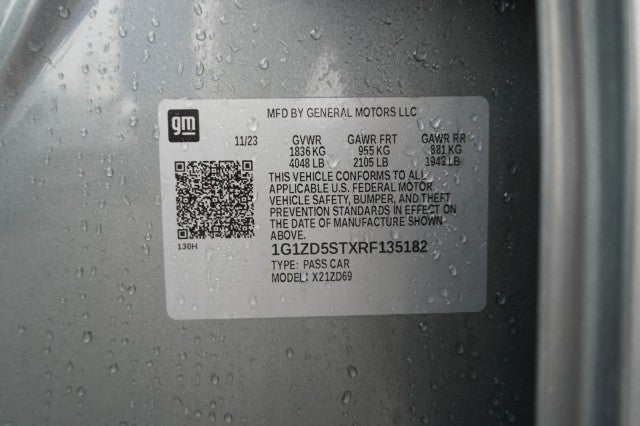 gm
MFD BY GENERAL MOTORS LLC
11/23 GVWR GAWR FRT GAWR RR
1836 KG 955 KG 881 KG
4048 LB 2105 LB 1943 LB
THIS VEHICLE CONFORMS TO ALL
APPLICABLE U.S. FEDERAL MOTOR
VEHICLE SAFETY, BUMPER, AND THEFT
PREVENTION STANDARDS IN EFFECT ON
THE DATE OF MANUFACTURE SHOWN
ABOVE.
130H
1G1ZD5STXRF135182
TYPE: PASS CAR
MODEL: X21ZD69